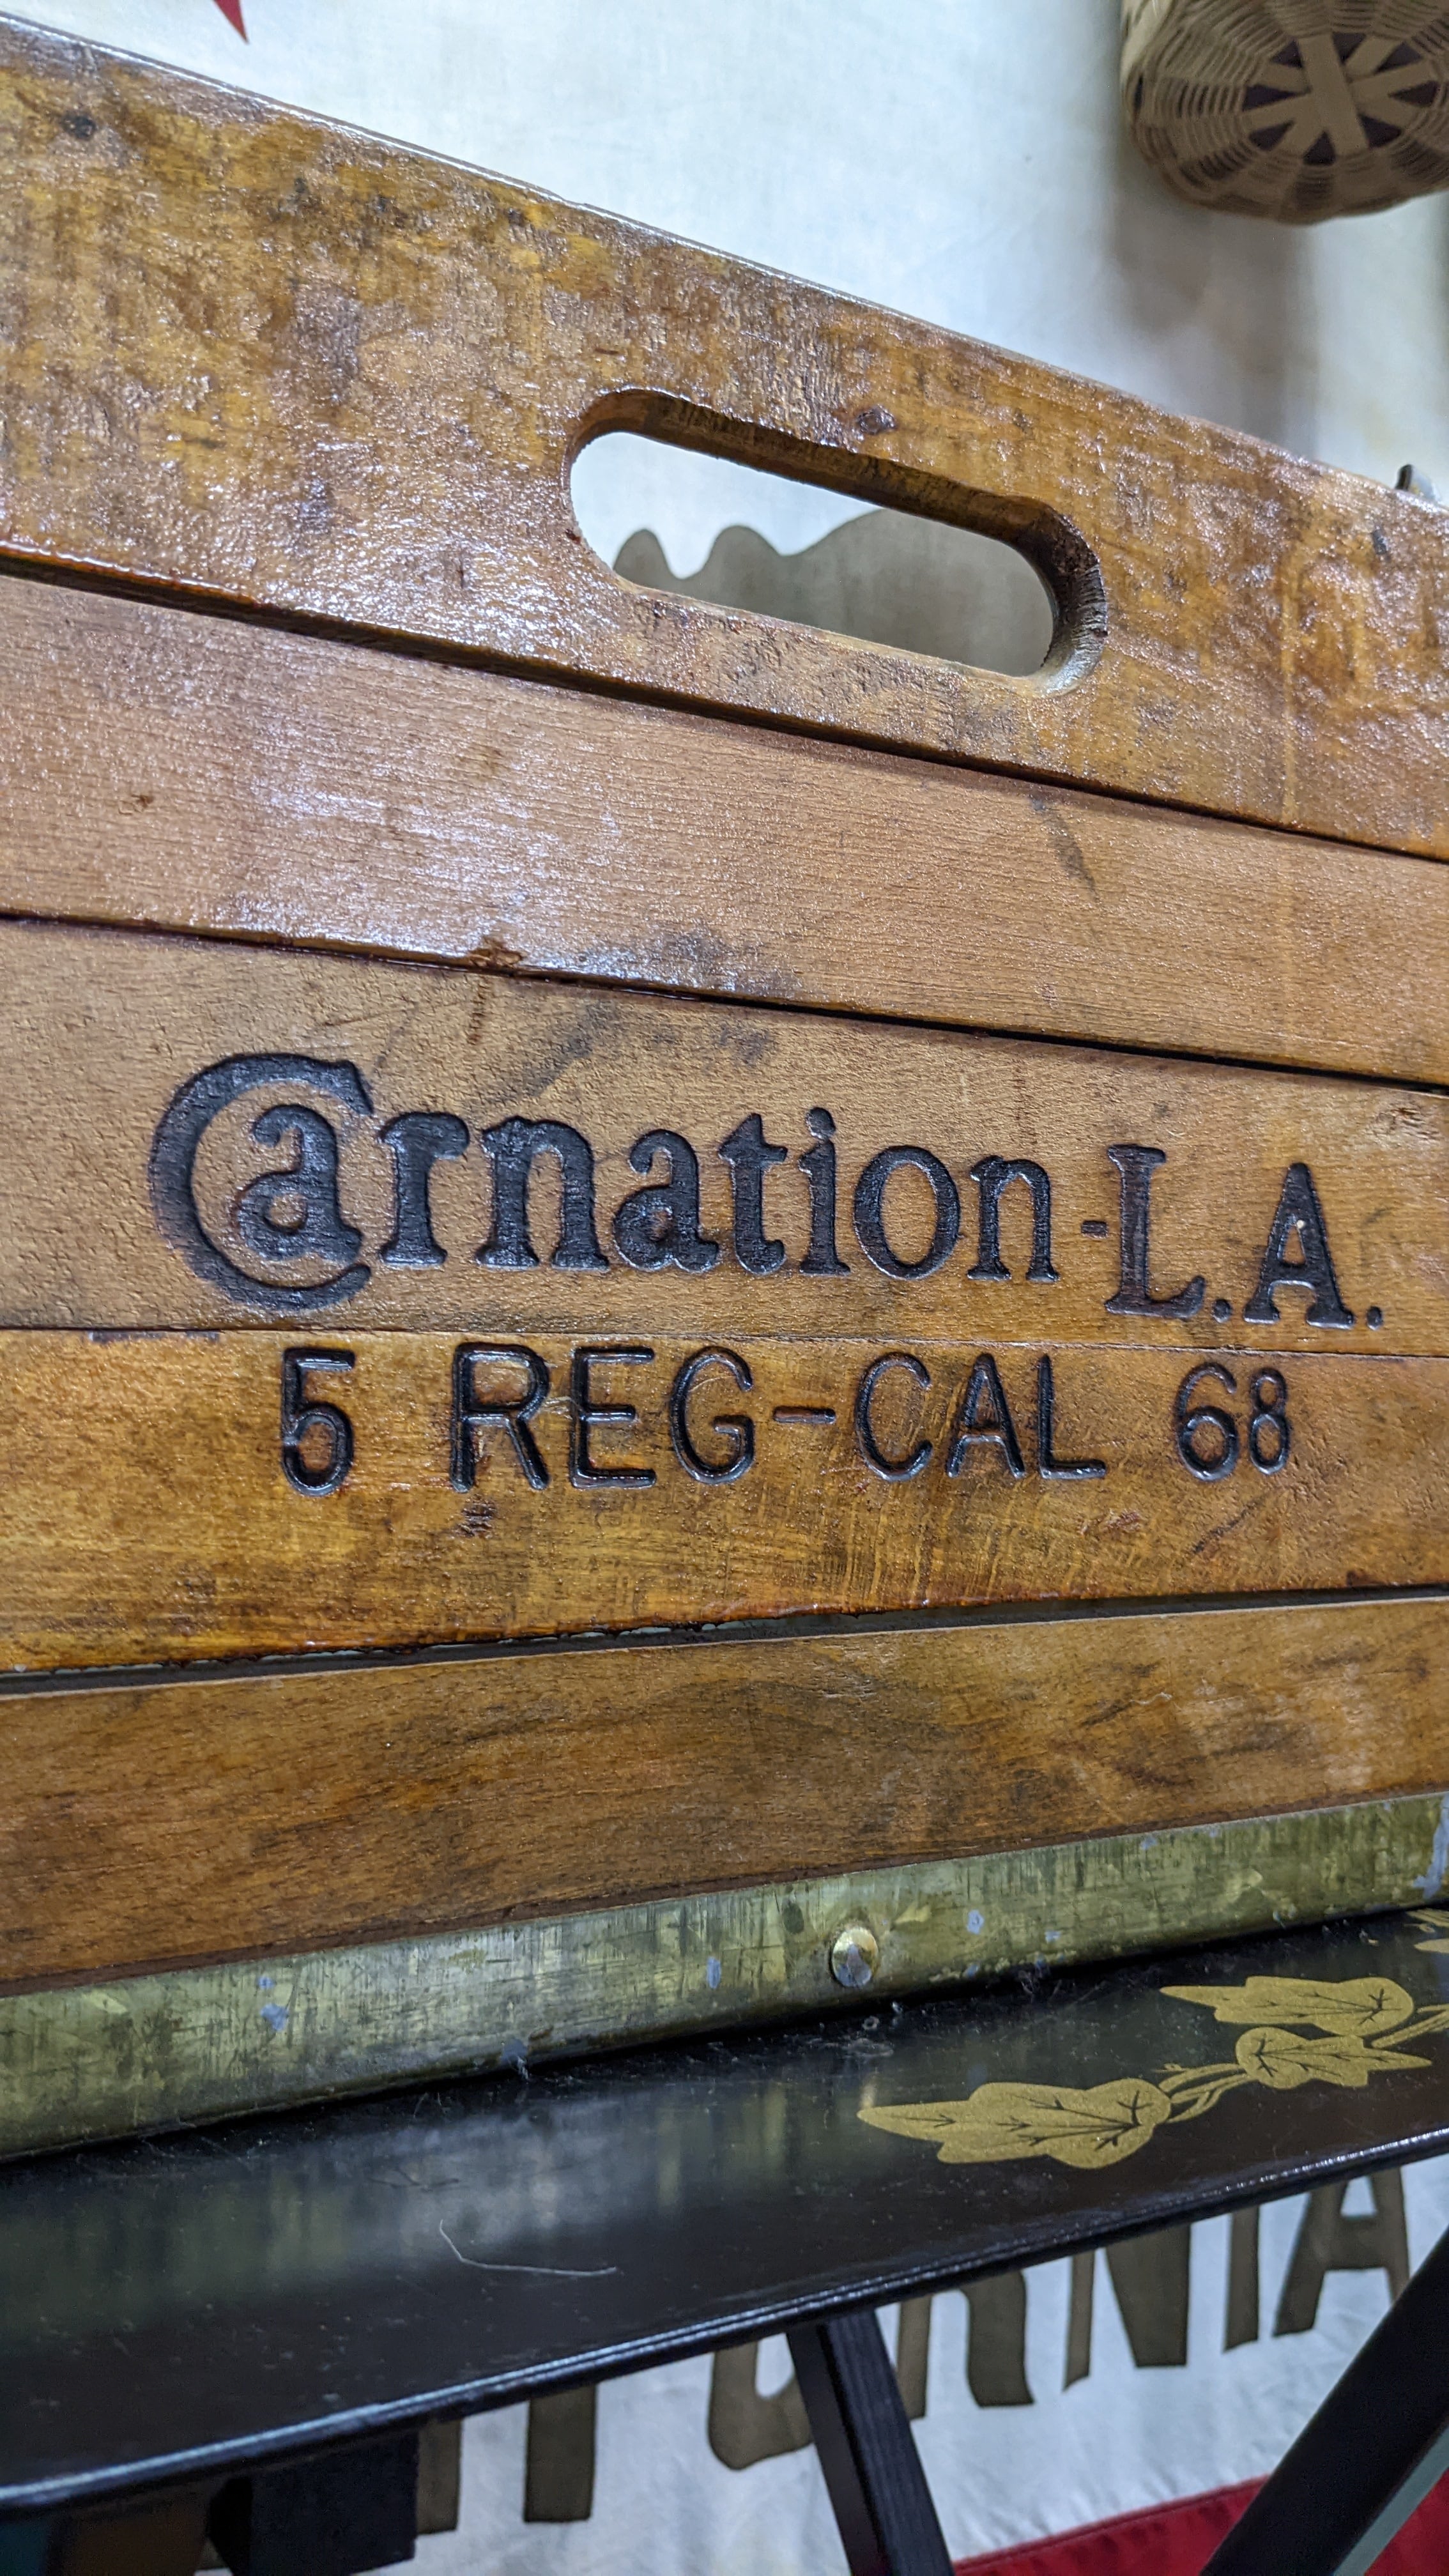 Carnation-L.A.
5 REG-CAL 68